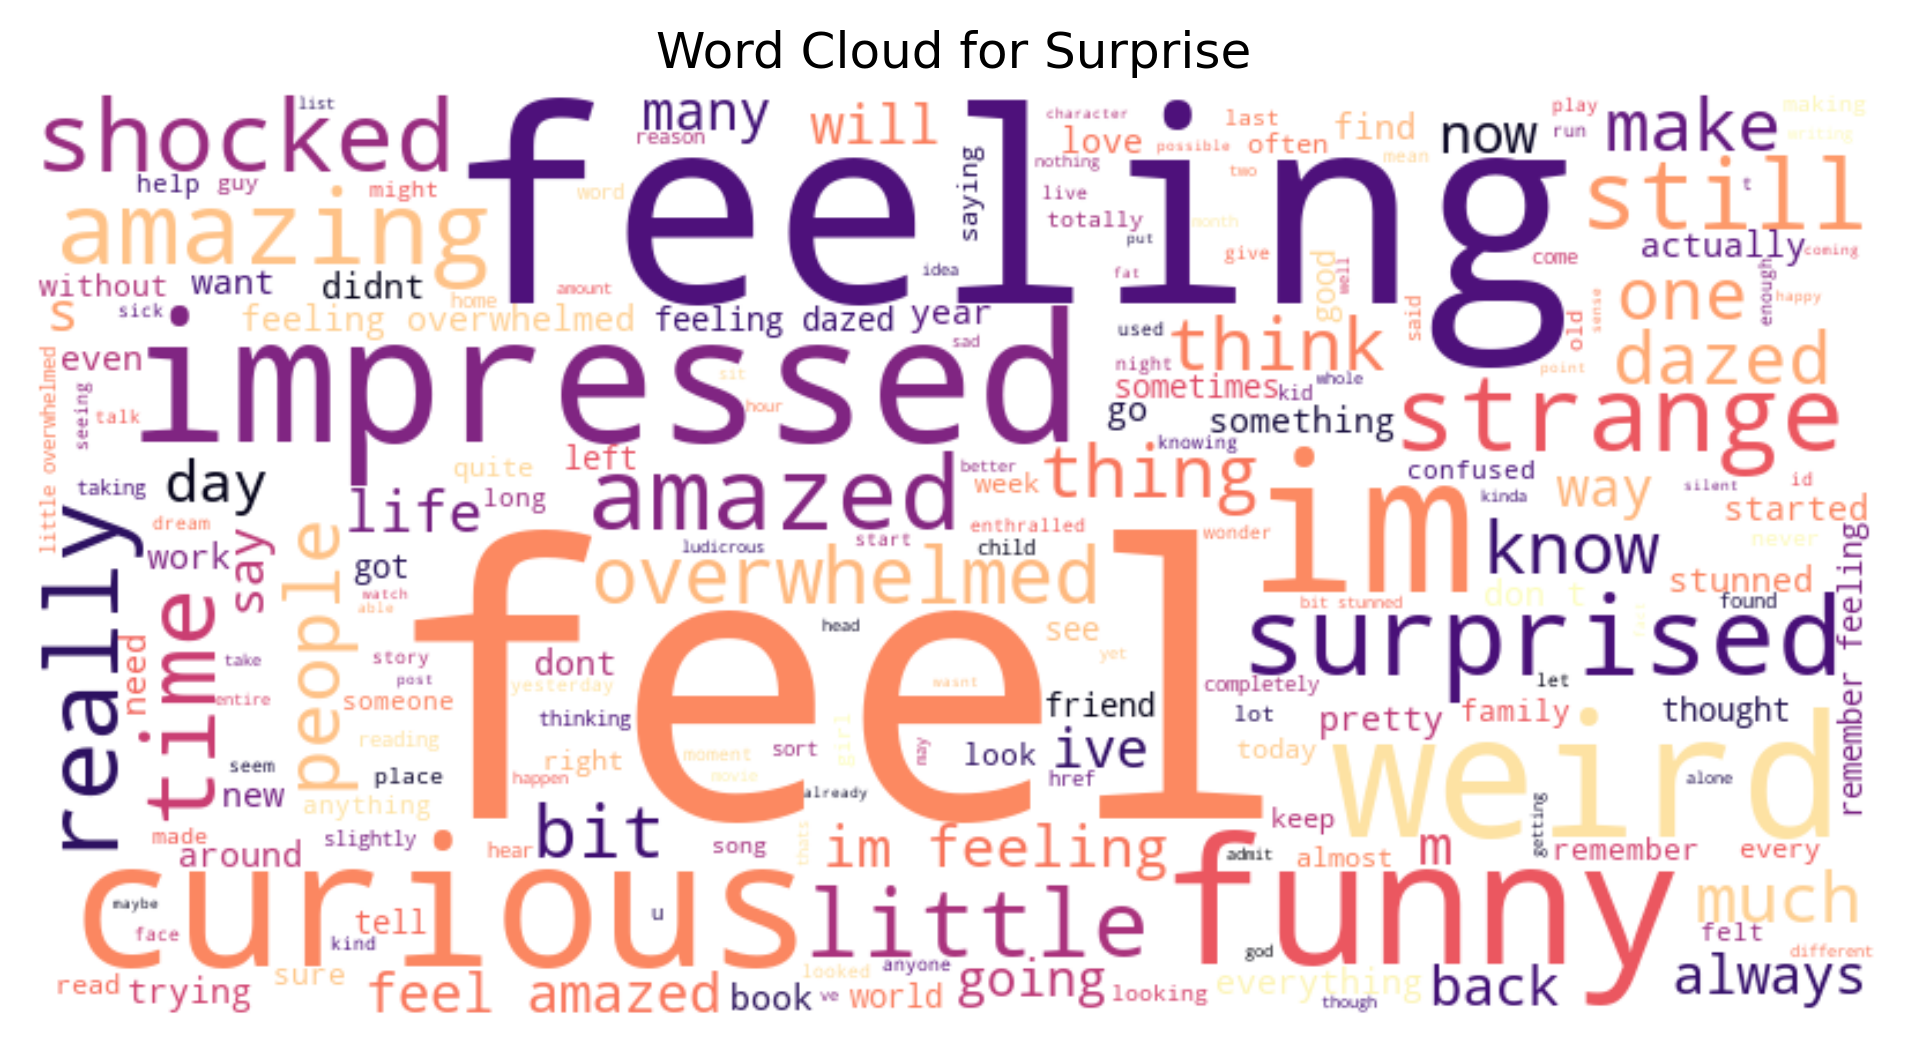 Word Cloud for Surprise
shocked
list
feeling
many
reason
will
character
love
possible
last
often
find
mean
now
play
run
make
making
writing
help
guy
might
word
saying
nothing
live
totally
two
month
still
t
amazing
put
idea
fat
give
good
well
come
actually
coming
without
want
didnt
home
amount
s
sick
feeling overwhelmed
feeling dazed
year
sad
used
think
said
old
sense
one
enough
happy
even
impressed
sit
hour
night
sometimes
kid
whole
point
dazed
little overwhelmed
seeing
talk
go
something
strange
knowing
taking
day
quite
left
life
long
amazed
better
week
thing
im
confused
kinda
way
silent
id
started
really
dream
work
say
people
got
watch
able
ludicrous
start
enthralled
child
wonder
know
never
stunned
remember feeling
overwhelmed
bit stunned
don t
found
fact
surprised
time
need
take
entire
story
post
someone
feel
dont
yesterday
head
see
yet
wasnt
completely
let
friend
lot
pretty
family
thought
thinking
reading
right
moment
movie
sort
girl
may
look
ive
href
today
weird
alone
seem
new
place
anything
happen
already
made
around
slightly
hear
bit
song
thats
im feeling
keep
admit
almost
m
getting
remember
every
curious
maybe
face
tell
kind
u
little
funny
god
much
felt
different
read
trying
sure
feel amazed
book
looked
ve
world
anyone
going
looking
everything
though
back
always